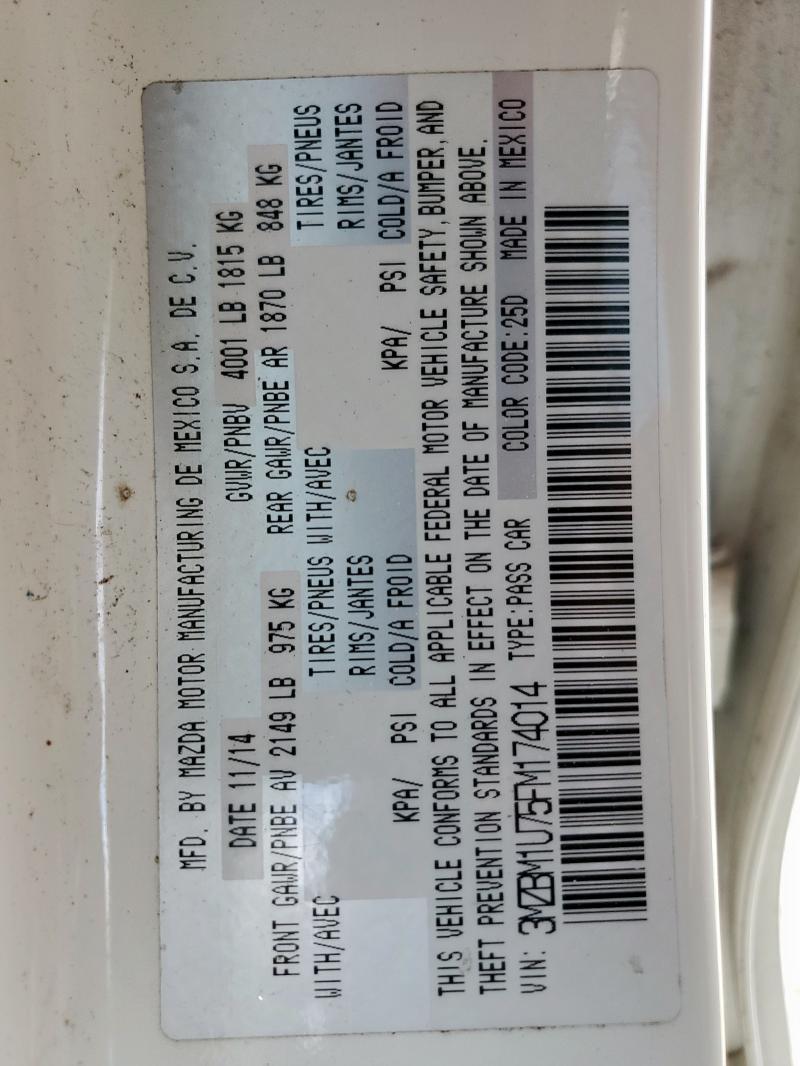 MFD. BY MAZDA MOTOR MANUFACTURING DE MEXICO S.A. DE C.V.
DATE 11/14 GVWR/PNBV 4001 LB 1815 KG
FRONT GAWR/PNBE AV 2149 LB 975 KG REAR GAWR/PNBE AR 1870 LB 848 KG
WITH/AVEC TIRES/PNEUS WITH/AVEC TIRES/PNEUS
RIMS/JANTES RIMS/JANTES
KPA/ PSI COLD/A FROID KPA/ PSI COLD/A FROID
THIS VEHICLE CONFORMS TO ALL APPLICABLE FEDERAL MOTOR VEHICLE SAFETY, BUMPER, AND
THEFT PREVENTION STANDARDS IN EFFECT ON THE DATE OF MANUFACTURE SHOWN ABOVE.
VIN: 3MZBM1U75FM174014 TYPE:PASS CAR COLOR CODE:25D MADE IN MEXICO